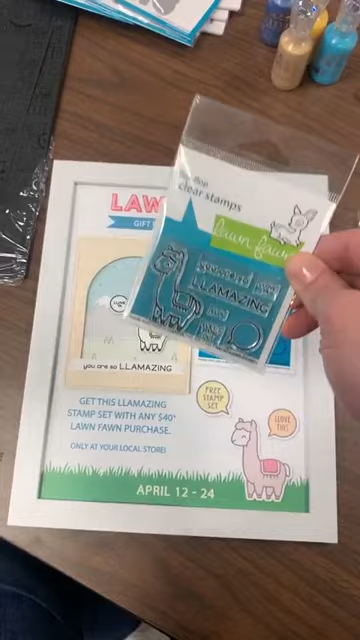 clear stamps
lawn fawn
LLAMAZING
LAW
GIFT
I LOVE
you are so LLAMAZING
GET THIS LLAMAZING
STAMP SET WITH ANY $40*
LAWN FAWN PURCHASE.
ONLY AT YOUR LOCAL STORE!
FREE
STAMP
SET
I LOVE
THIS
APRIL 12 - 24